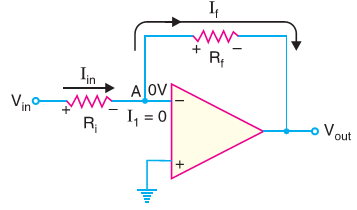 I_f
+ −
R_f
I_in
A 0V
V_in
+ −
I_1 = 0
R_i
−
+
V_out